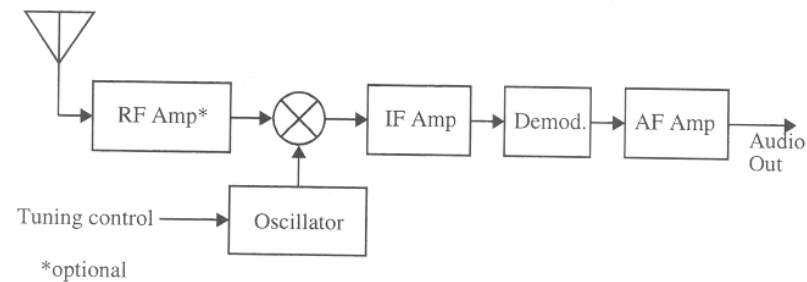 RF Amp*
IF Amp
Demod.
AF Amp
Audio
Out
Tuning control
Oscillator
*optional